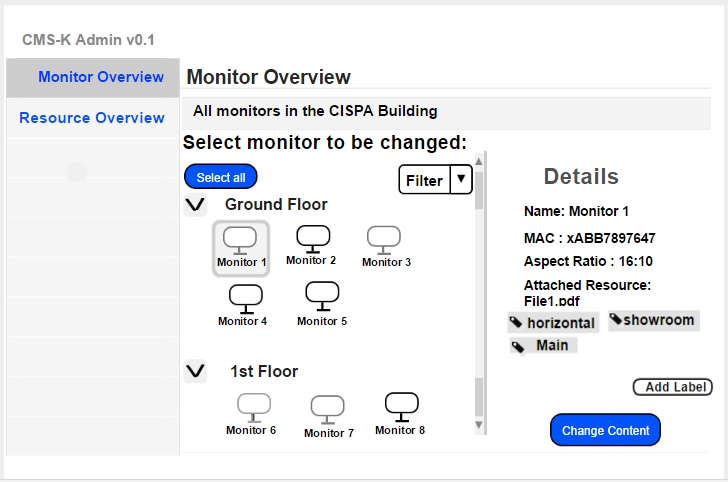 CMS-K Admin v0.1
Monitor Overview
Resource Overview
Monitor Overview
All monitors in the CISPA Building
Select monitor to be changed:
Select all
Filter
Ground Floor
Monitor 1
Monitor 2
Monitor 3
Monitor 4
Monitor 5
1st Floor
Monitor 6
Monitor 7
Monitor 8
Details
Name: Monitor 1
MAC : xABB7897647
Aspect Ratio : 16:10
Attached Resource:
File1.pdf
horizontal
showroom
Main
Add Label
Change Content